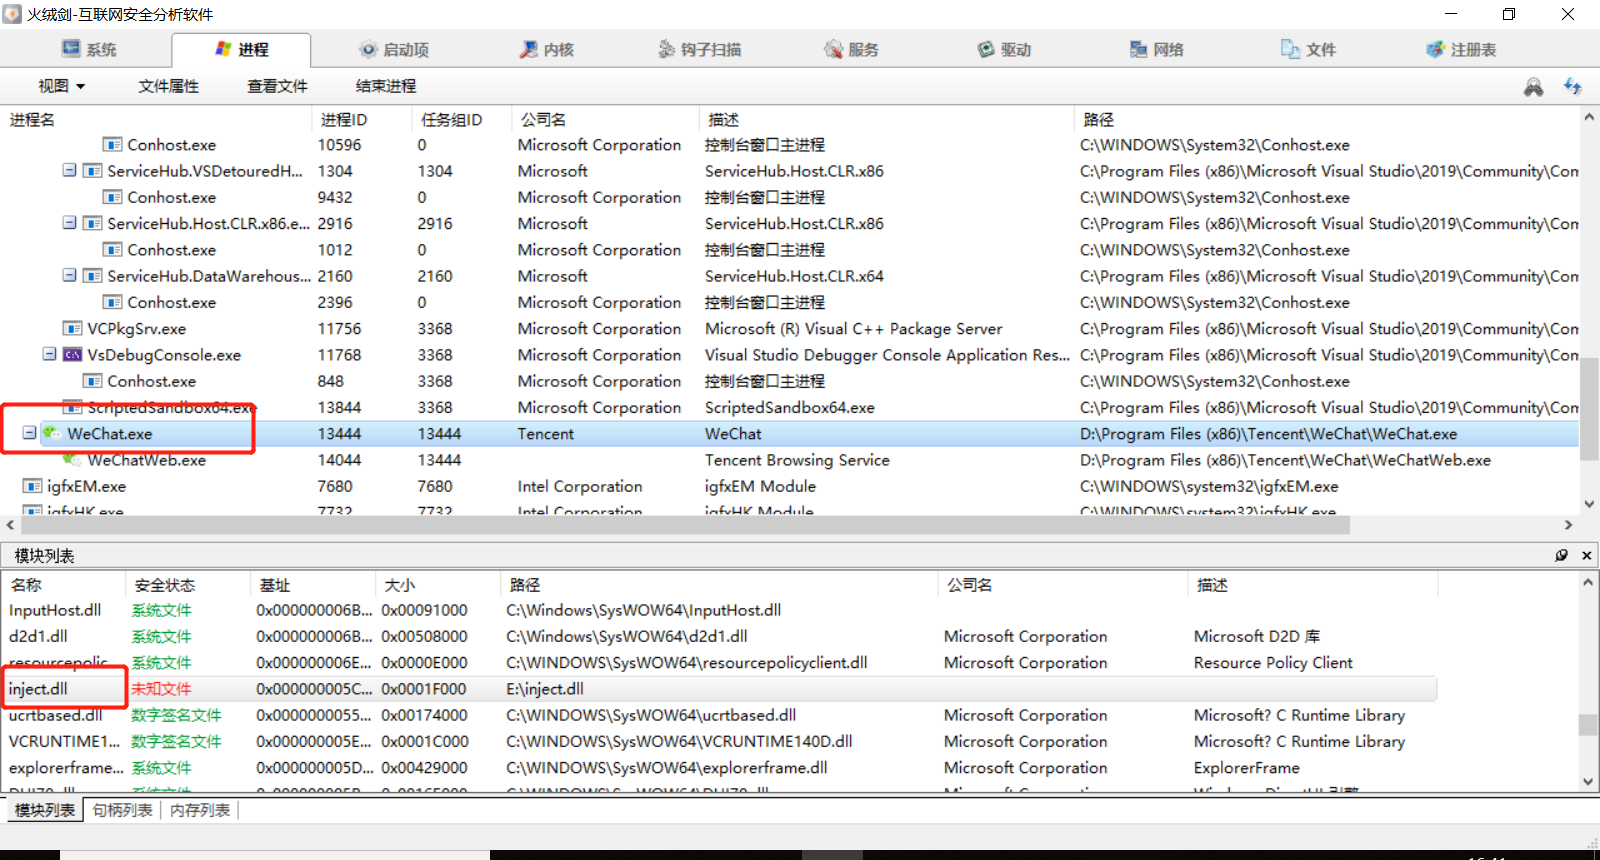 火绒剑-互联网安全分析软件
系统 进程 启动项 内核 钩子扫描 服务 驱动 网络 文件 注册表
视图 文件属性 查看文件 结束进程
进程名 进程ID 任务组ID 公司名 描述 路径
Conhost.exe 10596 0 Microsoft Corporation 控制台窗口主进程 C:\WINDOWS\System32\Conhost.exe
ServiceHub.VSDetouredH... 1304 1304 Microsoft ServiceHub.Host.CLR.x86 C:\Program Files (x86)\Microsoft Visual Studio\2019\Community\Com
Conhost.exe 9432 0 Microsoft Corporation 控制台窗口主进程 C:\WINDOWS\System32\Conhost.exe
ServiceHub.Host.CLR.x86.e... 2916 2916 Microsoft ServiceHub.Host.CLR.x86 C:\Program Files (x86)\Microsoft Visual Studio\2019\Community\Com
Conhost.exe 1012 0 Microsoft Corporation 控制台窗口主进程 C:\WINDOWS\System32\Conhost.exe
ServiceHub.DataWarehous... 2160 2160 Microsoft ServiceHub.Host.CLR.x64 C:\Program Files (x86)\Microsoft Visual Studio\2019\Community\Com
Conhost.exe 2396 0 Microsoft Corporation 控制台窗口主进程 C:\WINDOWS\System32\Conhost.exe
VCPkgSrv.exe 11756 3368 Microsoft Corporation Microsoft (R) Visual C++ Package Server C:\Program Files (x86)\Microsoft Visual Studio\2019\Community\Com
VsDebugConsole.exe 11768 3368 Microsoft Corporation Visual Studio Debugger Console Application Res... C:\Program Files (x86)\Microsoft Visual Studio\2019\Community\Com
Conhost.exe 848 3368 Microsoft Corporation 控制台窗口主进程 C:\WINDOWS\System32\Conhost.exe
ScriptedSandbox64.exe 13844 3368 Microsoft Corporation ScriptedSandbox64.exe C:\Program Files (x86)\Microsoft Visual Studio\2019\Community\Com
WeChat.exe 13444 13444 Tencent WeChat D:\Program Files (x86)\Tencent\WeChat\WeChat.exe
WeChatWeb.exe 14044 13444 Tencent Browsing Service D:\Program Files (x86)\Tencent\WeChat\WeChatWeb.exe
igfxEM.exe 7680 7680 Intel Corporation igfxEM Module C:\WINDOWS\system32\igfxEM.exe
igfxHK.exe 7732 7732 Intel Corporation igfxHK Module C:\WINDOWS\system32\igfxHK.exe
模块列表
名称 安全状态 基址 大小 路径 公司名 描述
InputHost.dll 系统文件 0x000000006B... 0x00091000 C:\Windows\SysWOW64\InputHost.dll
d2d1.dll 系统文件 0x000000006B... 0x00508000 C:\Windows\SysWOW64\d2d1.dll Microsoft Corporation Microsoft D2D 库
resourcepolic... 系统文件 0x000000006E... 0x0000E000 C:\WINDOWS\SysWOW64\resourcepolicyclient.dll Microsoft Corporation Resource Policy Client
inject.dll 未知文件 0x000000005C... 0x0001F000 E:\inject.dll
ucrtbased.dll 数字签名文件 0x0000000055... 0x00174000 C:\WINDOWS\SysWOW64\ucrtbased.dll Microsoft Corporation Microsoft? C Runtime Library
VCRUNTIME1... 数字签名文件 0x000000005E... 0x0001C000 C:\WINDOWS\SysWOW64\VCRUNTIME140D.dll Microsoft Corporation Microsoft? C Runtime Library
explorerframe... 系统文件 0x000000005D... 0x00429000 C:\WINDOWS\SysWOW64\explorerframe.dll Microsoft Corporation ExplorerFrame
模块列表 句柄列表 内存列表